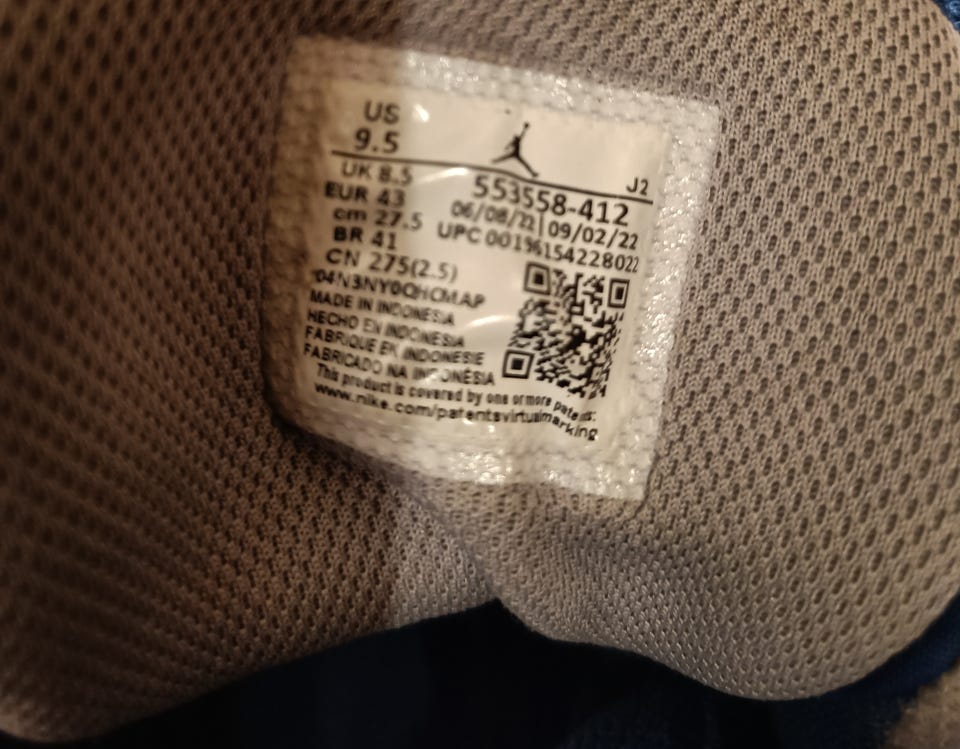 US
9.5
UK 8.5
EUR 43
cm 27.5
BR 41
CN 275(2.5)
J2
553558-412
06/08/22 | 09/02/22
UPC 00196154228022
MADE IN INDONESIA
HECHO EN INDONESIA
FABRIQUE EN INDONESIE
FABRICADO NA INDONÉSIA
This product is covered by one or more patents:
www.nike.com/patentsvirtualmarking